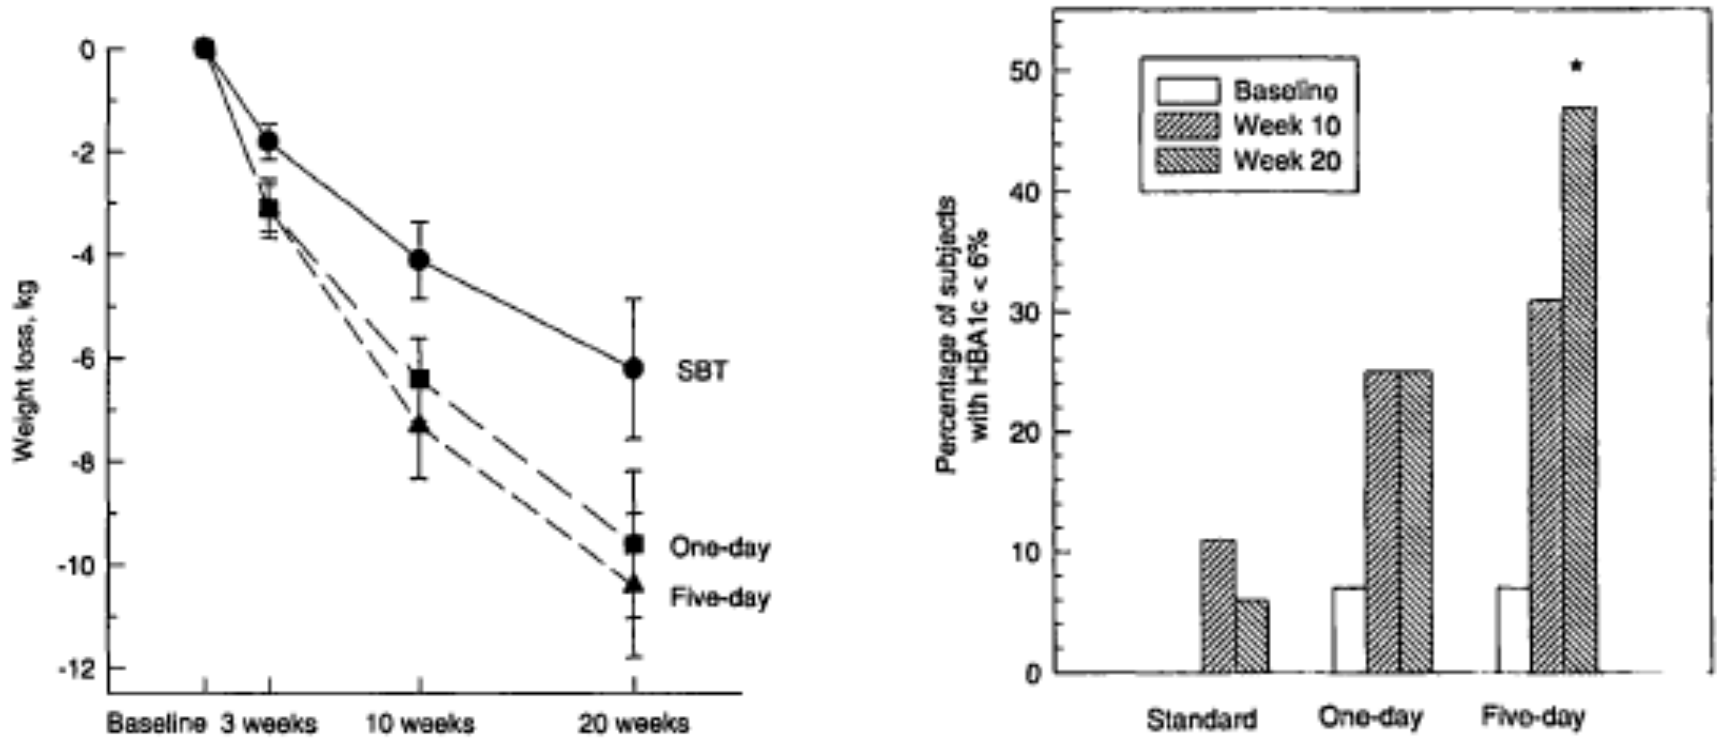 0
-2
-4
-6
-8
-10
-12
Weight loss, kg
Baseline 3 weeks 10 weeks 20 weeks
SBT
One-day
Five-day
50
40
30
20
10
0
Percentage of subjects
with HBA1c < 6%
Baseline
Week 10
Week 20
*
Standard One-day Five-day